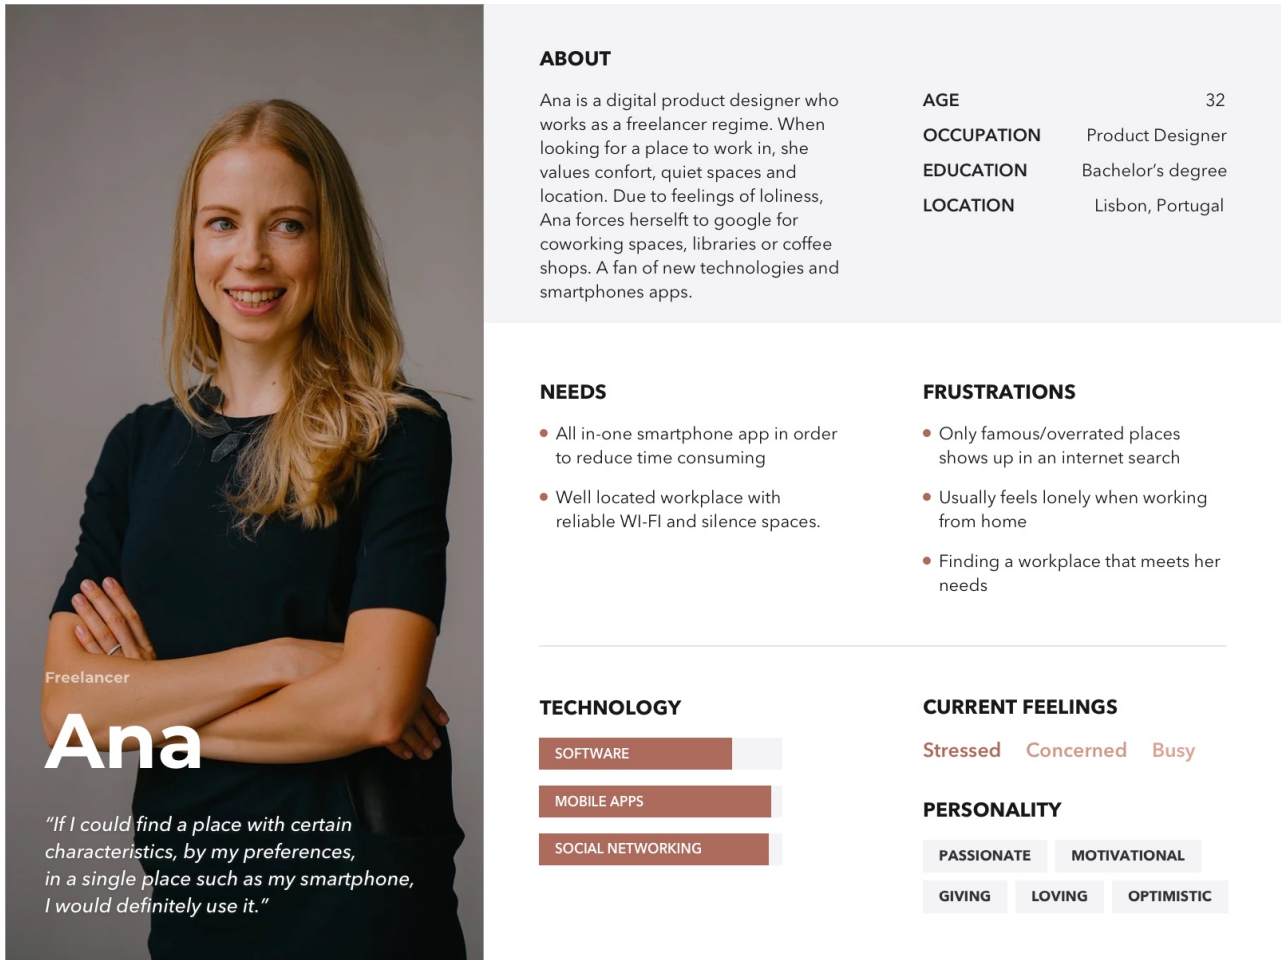 ABOUT
Ana is a digital product designer who
works as a freelancer regime. When
looking for a place to work in, she
values confort, quiet spaces and
location. Due to feelings of loliness,
Ana forces herselft to google for
coworking spaces, libraries or coffee
shops. A fan of new technologies and
smartphones apps.
AGE 32
OCCUPATION Product Designer
EDUCATION Bachelor's degree
LOCATION Lisbon, Portugal
NEEDS
All in-one smartphone app in order
to reduce time consuming
Well located workplace with
reliable WI-FI and silence spaces.
FRUSTRATIONS
Only famous/overrated places
shows up in an internet search
Usually feels lonely when working
from home
Finding a workplace that meets her
needs
Freelancer
Ana
“If I could find a place with certain
characteristics, by my preferences,
in a single place such as my smartphone,
I would definitely use it.”
TECHNOLOGY
SOFTWARE
MOBILE APPS
SOCIAL NETWORKING
CURRENT FEELINGS
Stressed Concerned Busy
PERSONALITY
PASSIONATE MOTIVATIONAL
GIVING LOVING OPTIMISTIC